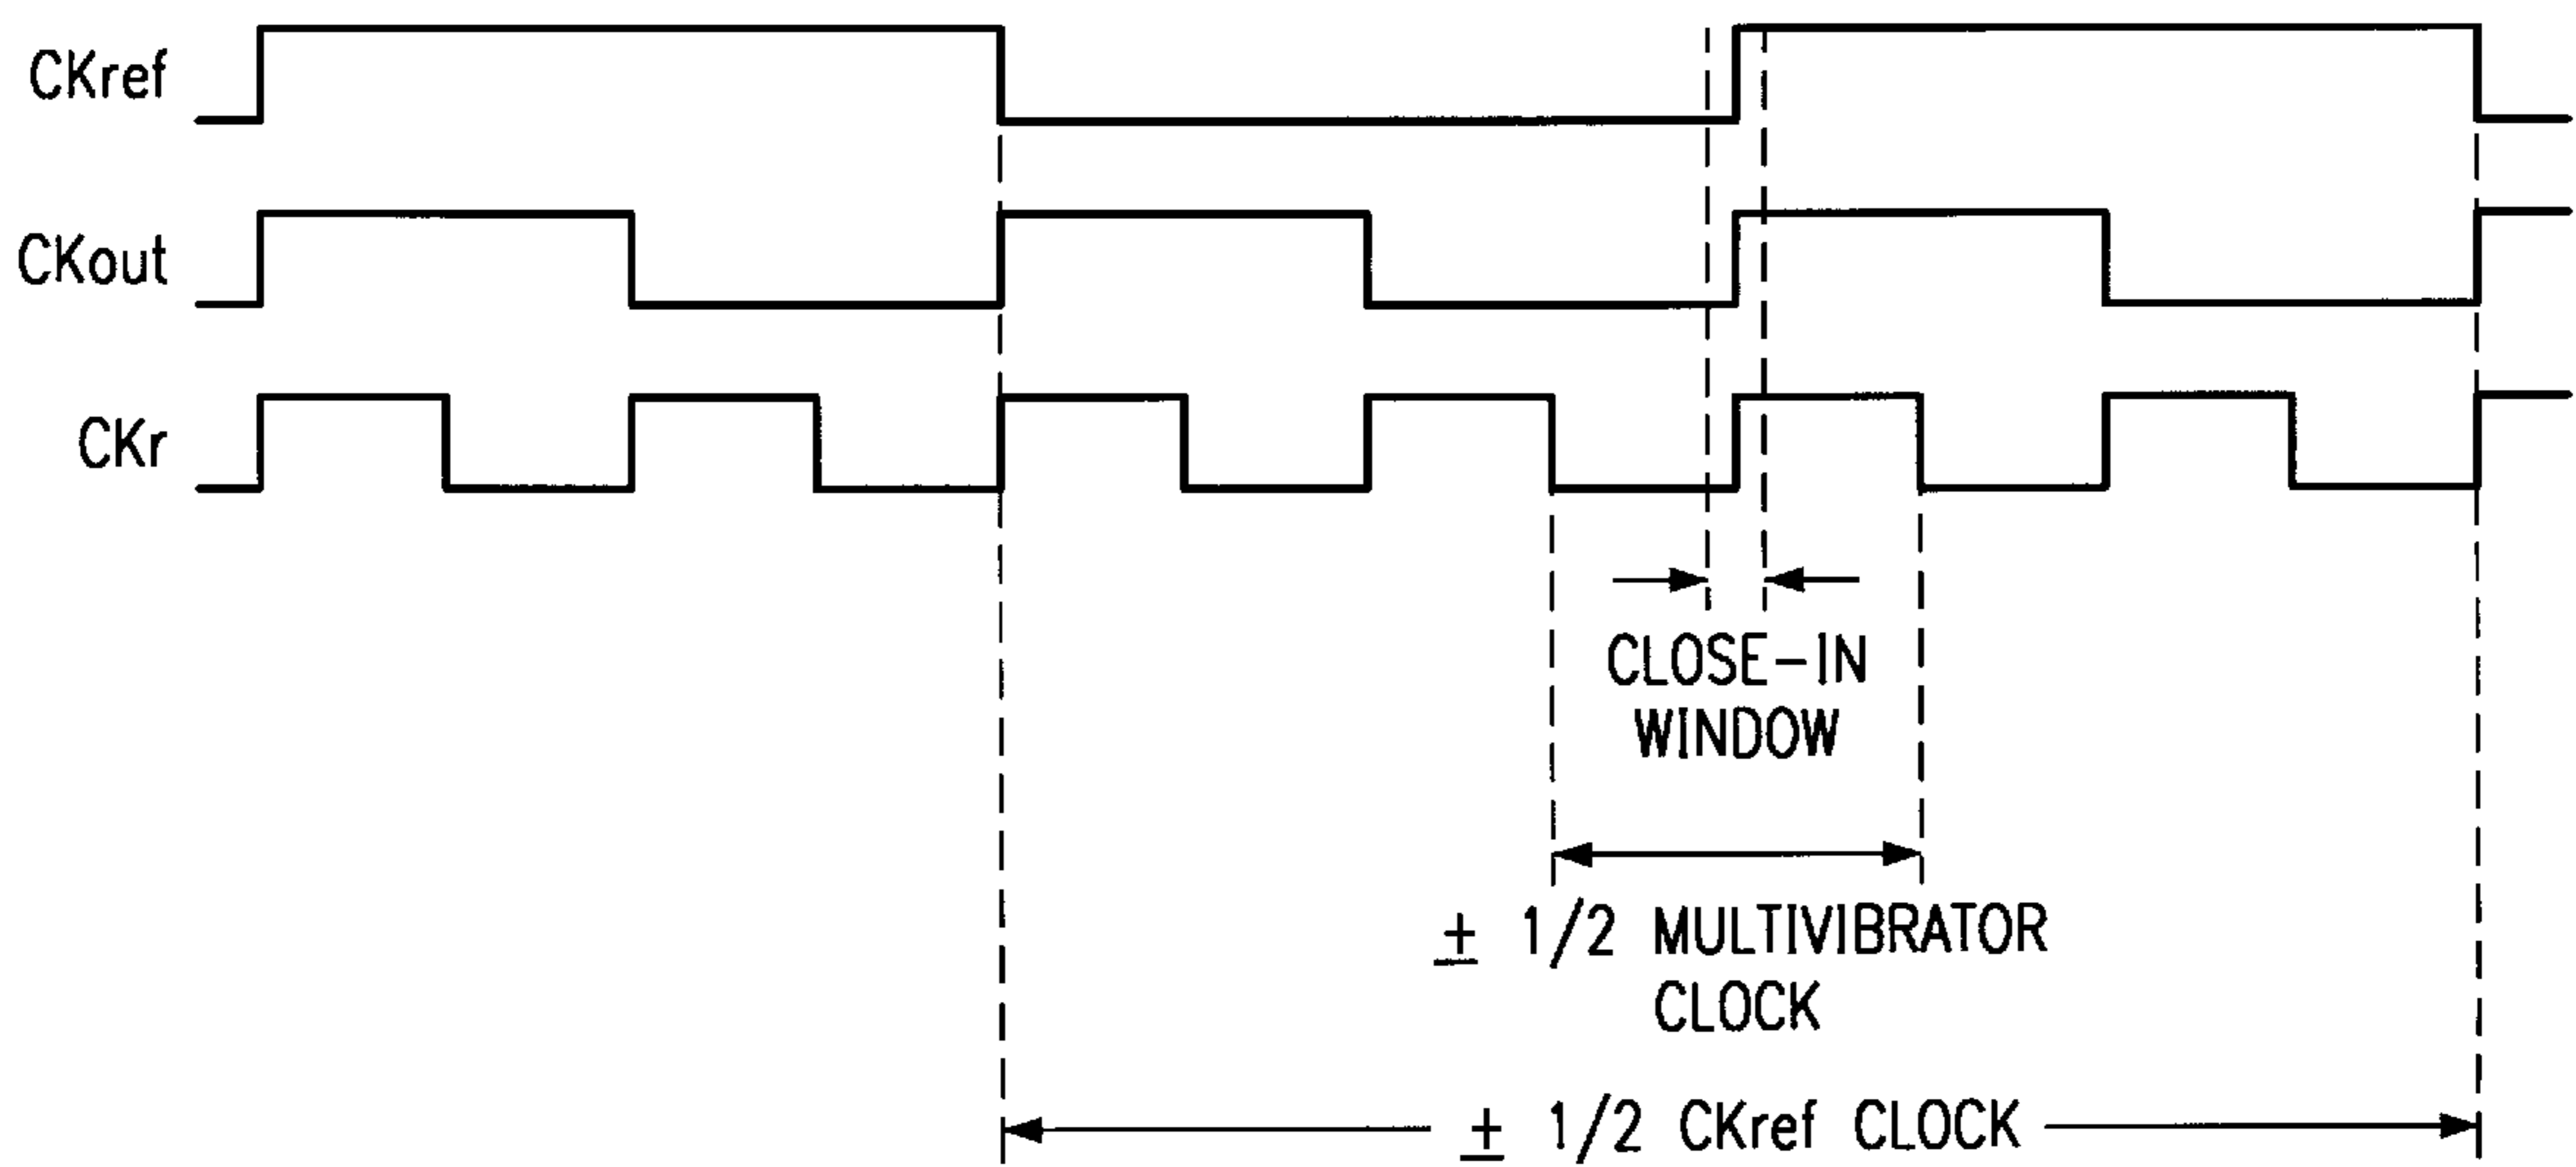 CKref
CKout
CKr
CLOSE-IN
WINDOW
± 1/2 MULTIVIBRATOR
CLOCK
± 1/2 CKref CLOCK